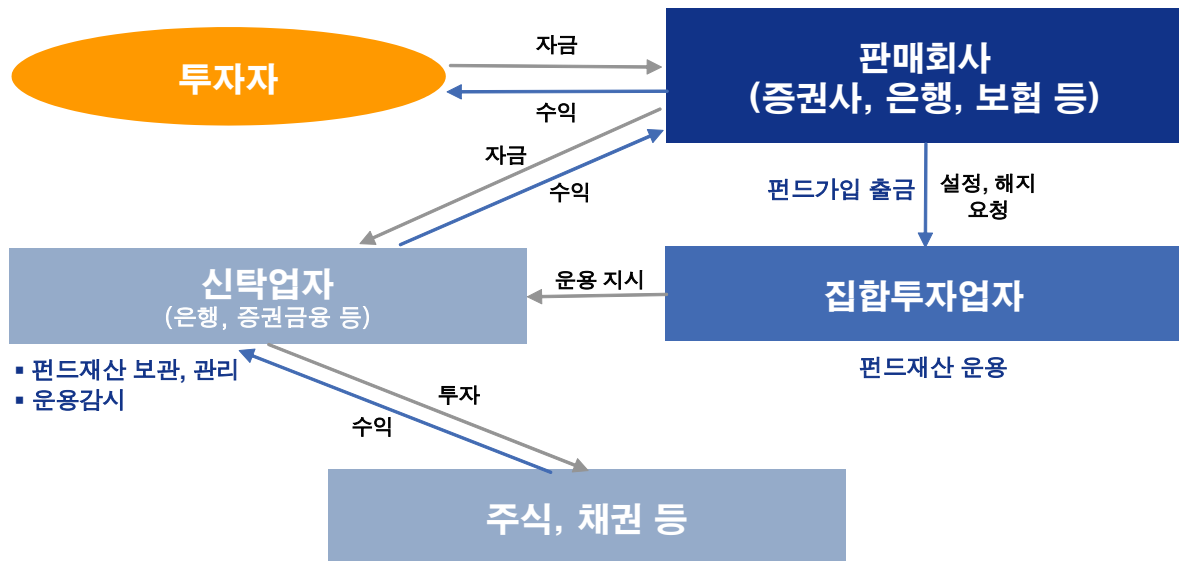 투자자
자금
수익
판매회사
(증권사, 은행, 보험 등)
자금
수익
펀드가입 출금
설정, 해지
요청
신탁업자
(은행, 증권금융 등)
운용 지시
집합투자업자
▪ 펀드재산 보관, 관리
▪ 운용감시
펀드재산 운용
투자
수익
주식, 채권 등